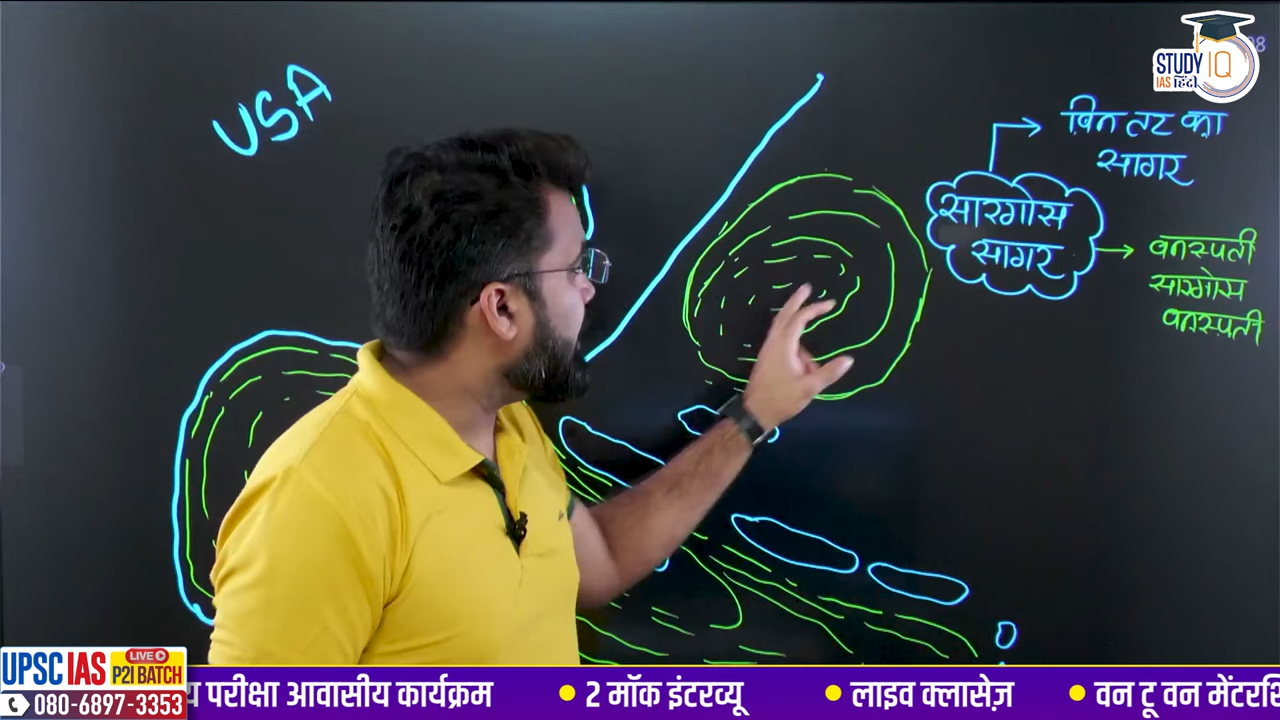 USA
STUDY IQ
IAS हिंदी
बिन तट का
सागर
सारगोस
सागर
वनस्पती
सारगोस
वनस्पती
UPSC IAS
LIVE
P2I BATCH
080-6897-3353
य परीक्षा आवासीय कार्यक्रम
2 मॉक इंटरव्यू
लाइव क्लासेज़
वन टू वन मेंटरशि